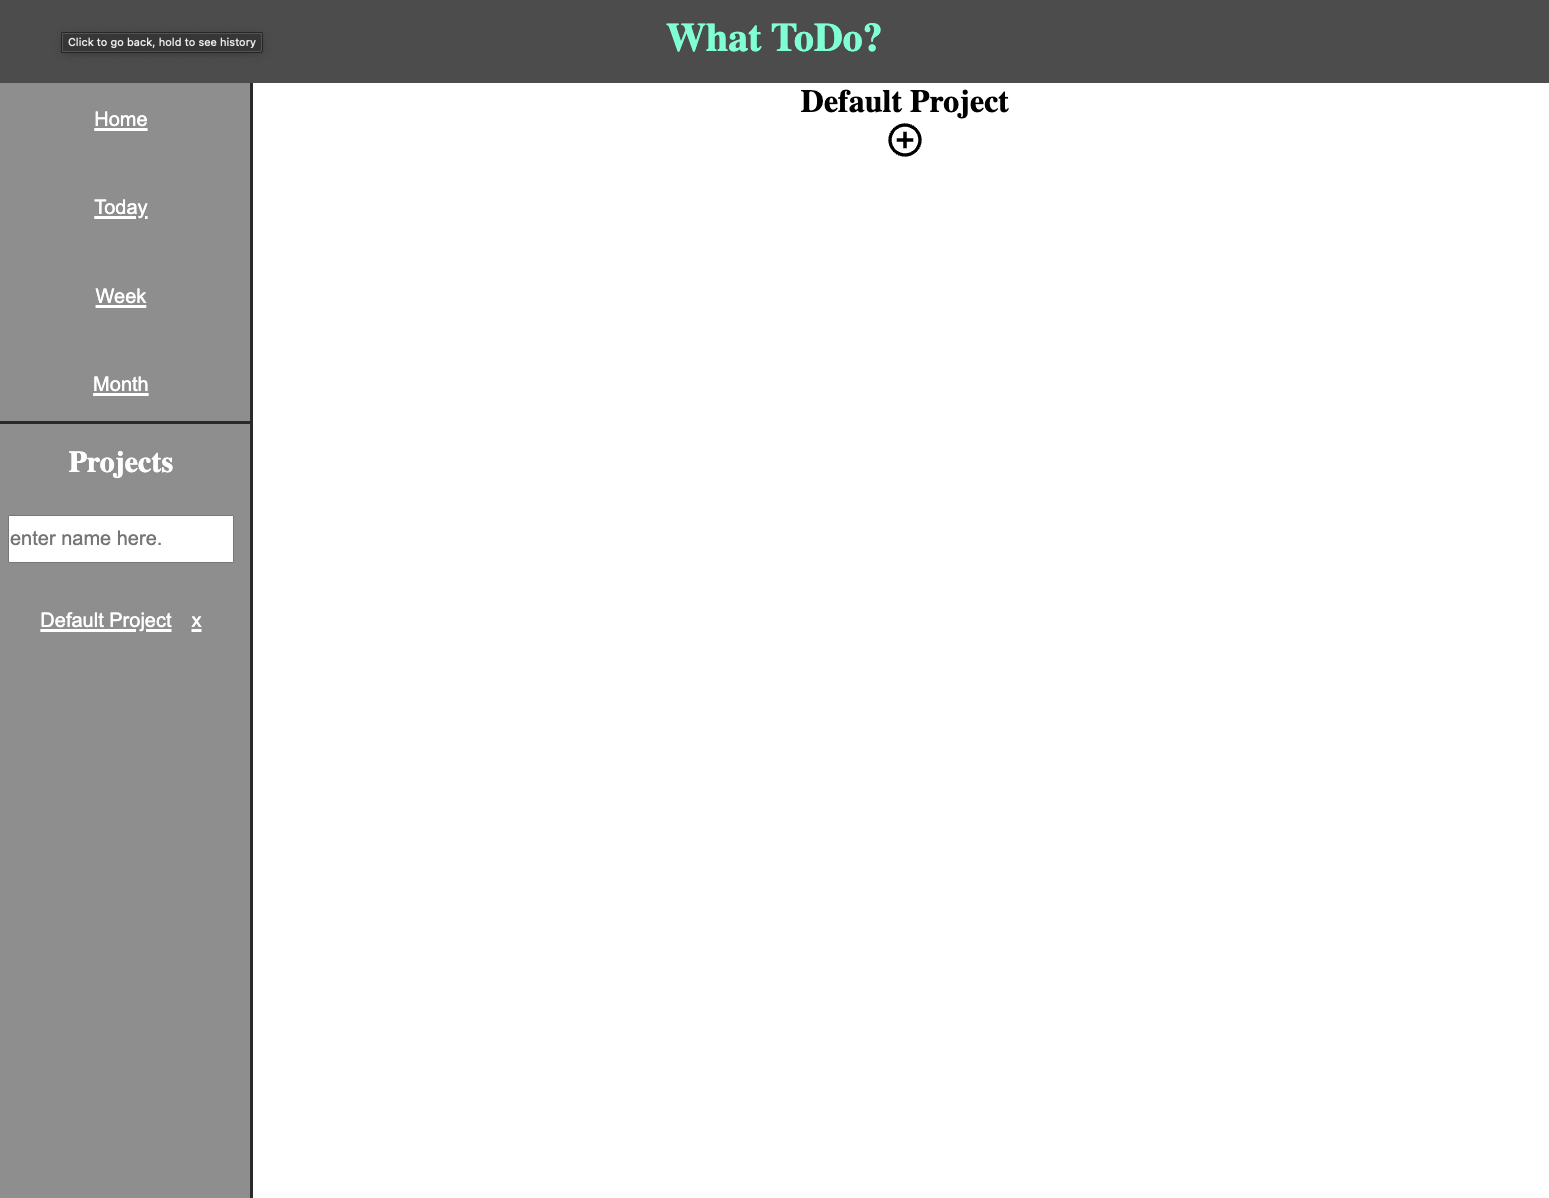 What ToDo?
Click to go back, hold to see history
Home
Today
Week
Month
Projects
enter name here.
Default Project x
Default Project